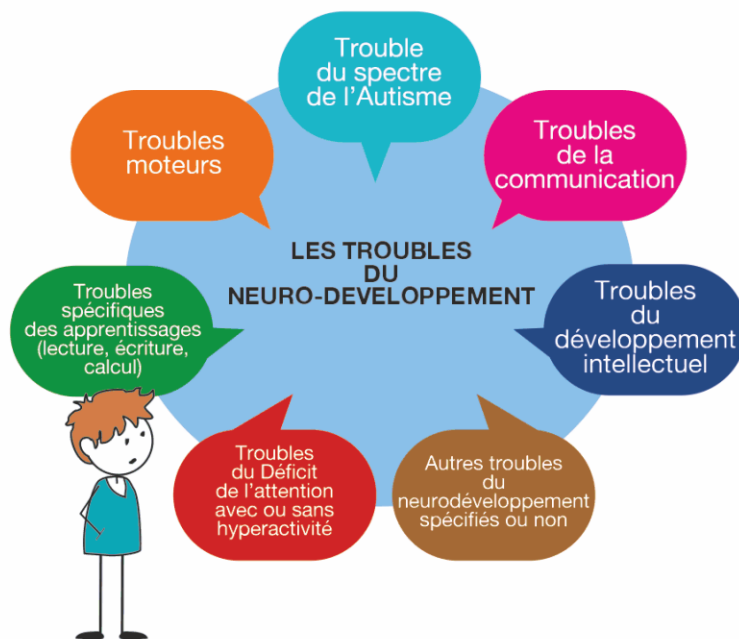 Trouble
du spectre
de l'Autisme
Troubles
moteurs
Troubles
de la
communication
LES TROUBLES
DU
NEURO-DEVELOPPEMENT
Troubles
spécifiques
des apprentissages
(lecture, écriture,
calcul)
Troubles
du
développement
intellectuel
Troubles
du Déficit
de l'attention
avec ou sans
hyperactivité
Autres troubles
du
neurodéveloppement
spécifiés ou non